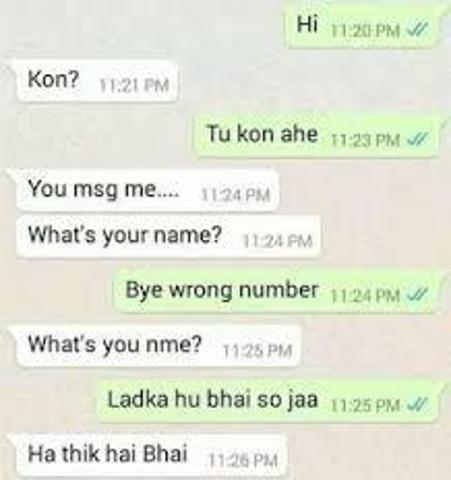 Hi 11:20 PM
Kon? 11:21 PM
Tu kon ahe 11:23 PM
You msg me.... 11:24 PM
What's your name? 11:24 PM
Bye wrong number 11:24 PM
What's you nme? 11:25 PM
Ladka hu bhai so jaa 11:25 PM
Ha thik hai Bhai 11:26 PM